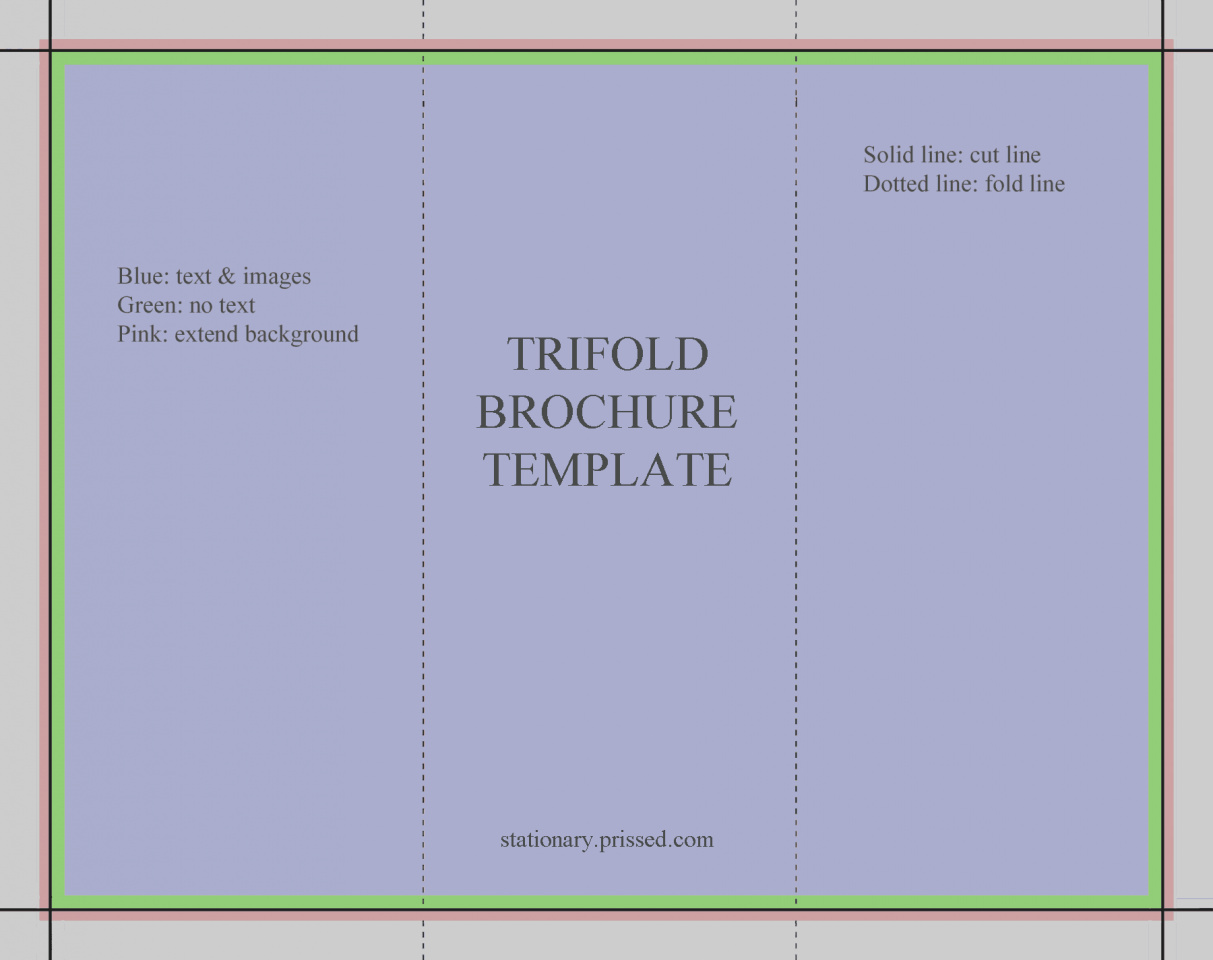 Blue: text & images
Green: no text
Pink: extend background
TRIFOLD
BROCHURE
TEMPLATE
stationary.prissed.com
Solid line: cut line
Dotted line: fold line